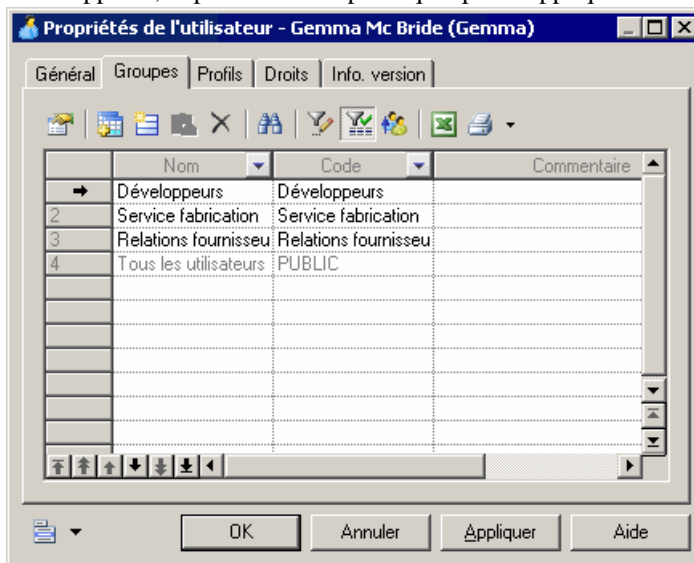 Propriétés de l'utilisateur - Gemma Mc Bride (Gemma)
Général Groupes Profils Droits Info. version
Nom Code Commentaire
Développeurs Développeurs
2 Service fabrication Service fabrication
3 Relations fournisseu Relations fournisseu
4 Tous les utilisateurs PUBLIC
OK Annuler Appliquer Aide